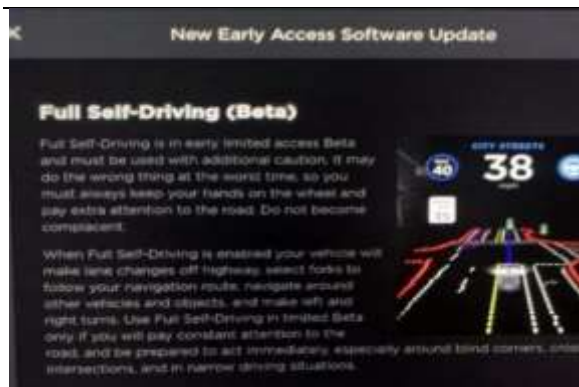 New Early Access Software Update
Full Self-Driving (Beta)
Full Self-Driving is in early limited access Beta
and must be used with additional caution. It may
do the wrong thing at the worst time, so you
must always keep your hands on the wheel and
pay extra attention to the road. Do not become
complacent.
When Full Self-Driving is enabled your vehicle will
make lane changes off highway, select forks to
follow your navigation route, navigate around
other vehicles and objects, and make left and
right turns. Use Full Self-Driving in limited Beta
only if you will pay constant attention to the
road, and be prepared to act immediately, especially around blind corners,
intersections, and in narrow driving situations.
CITY STREETS
40
38
mph